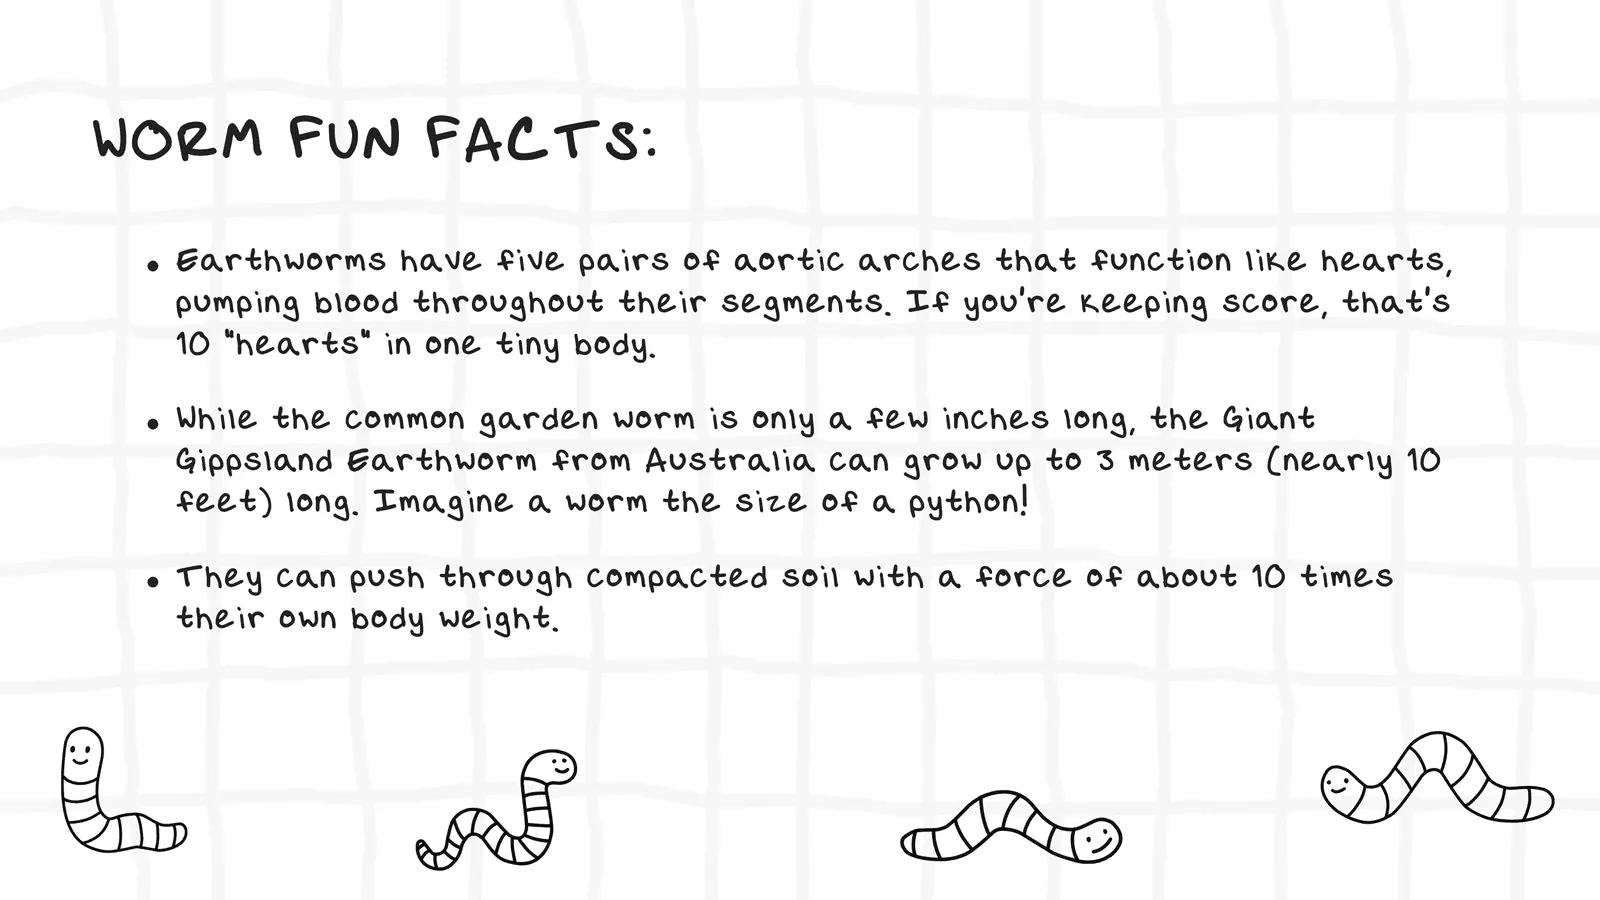 WORM FUN FACTS:
• Earthworms have five pairs of aortic arches that function like hearts,
pumping blood throughout their segments. If you're keeping score, that's
10 "hearts" in one tiny body.
• While the common garden worm is only a few inches long, the Giant
Gippsland Earthworm from Australia can grow up to 3 meters (nearly 10
feet) long. Imagine a worm the size of a python!
• They can push through compacted soil with a force of about 10 times
their own body weight.